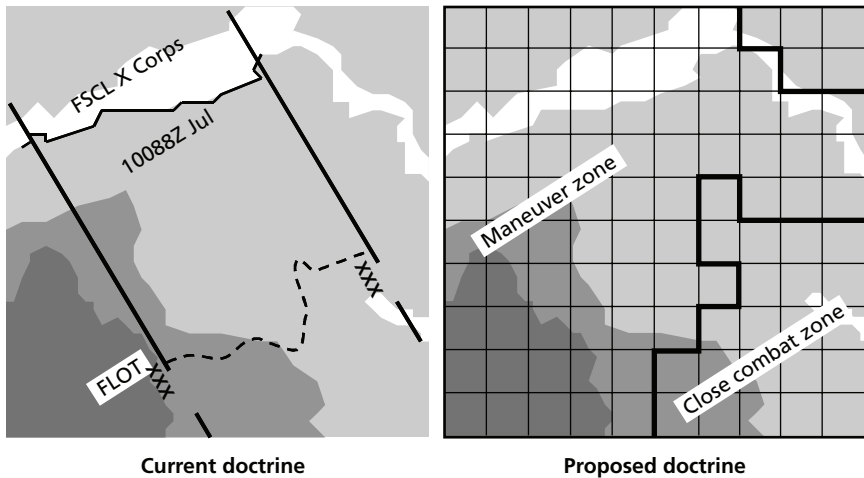 FSCL X Corps
10088Z Jul
XXX
FLOT
XXX
Current doctrine
Maneuver zone
Close combat zone
Proposed doctrine